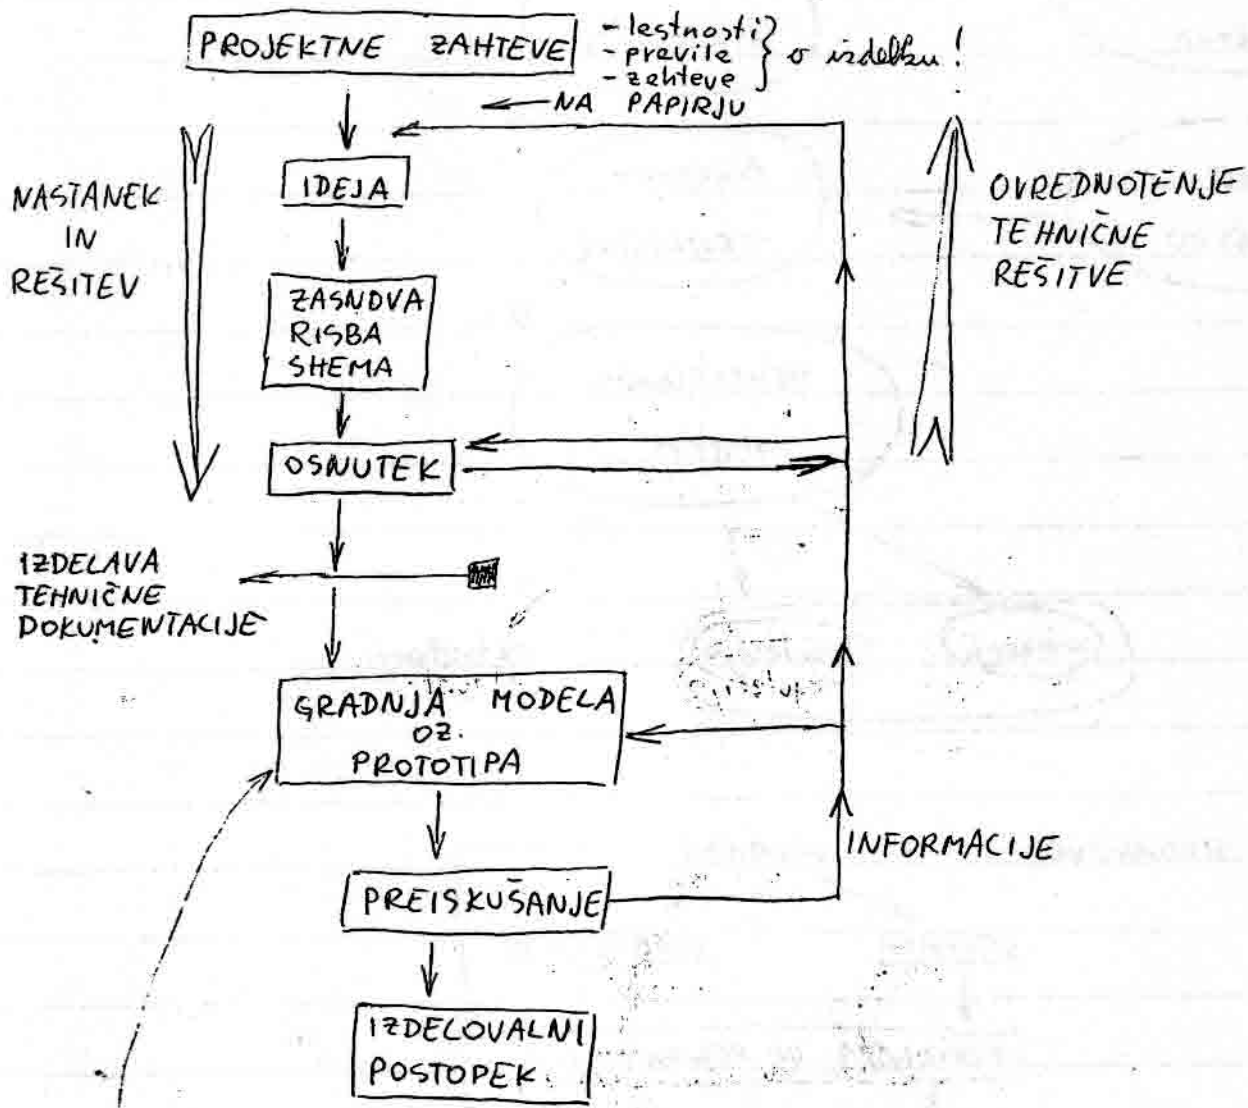 PROJEKTNE ZAHTEVE
- lastnosti
- pravila
- zahteve
o izdelku!
NA PAPIRJU
IDEJA
NASTANEK
IN
REŠITEV
OVREDNOTENJE
TEHNIČNE
REŠITVE
ZASNOVA
RISBA
SHEMA
OSNUTEK
IZDELAVA
TEHNIČNE
DOKUMENTACIJE
GRADNJA MODELA
OZ.
PROTOTIPA
INFORMACIJE
PREISKUŠANJE
IZDELOVALNI
POSTOPEK